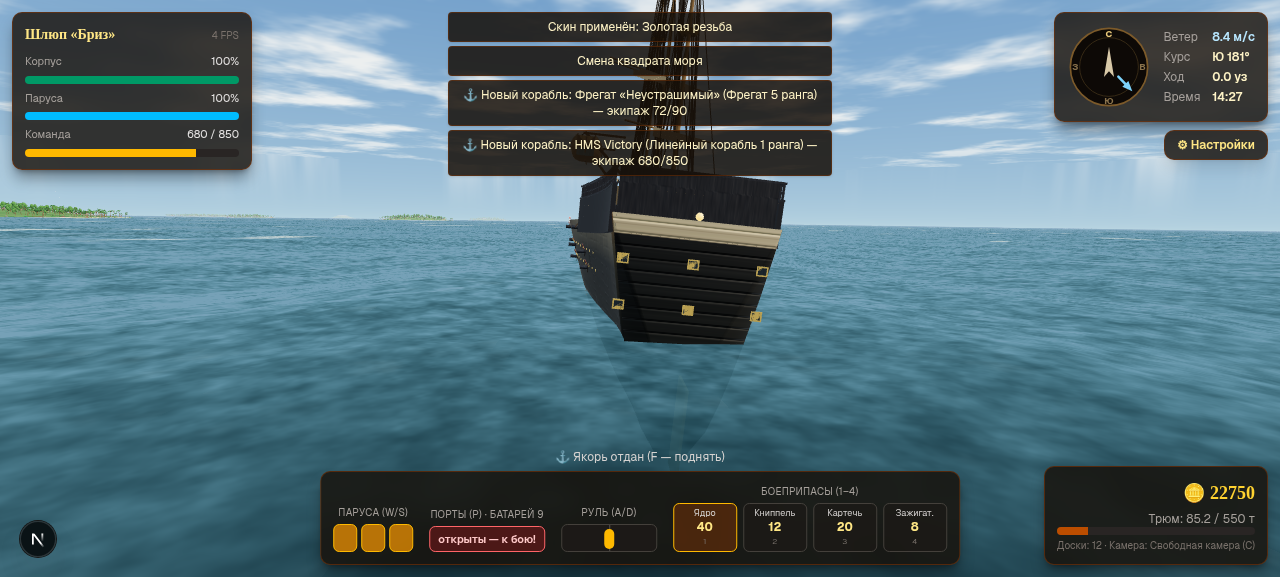 Шлюп «Бриз»
4 FPS
Корпус
100%
Паруса
100%
Команда
680 / 850
Скин применён: Золотая резьба
Смена квадрата моря
⚓ Новый корабль: Фрегат «Неустрашимый» (Фрегат 5 ранга)
— экипаж 72/90
⚓ Новый корабль: HMS Victory (Линейный корабль 1 ранга) —
экипаж 680/850
С
З
В
Ю
Ветер
8.4 м/с
Курс
Ю 181°
Ход
0.0 уз
Время
14:27
⚙ Настройки
⚓ Якорь отдан (F — поднять)
ПАРУСА (W/S)
ПОРТЫ (P) · БАТАРЕЙ 9
открыты — к бою!
РУЛЬ (A/D)
БОЕПРИПАСЫ (1–4)
Ядро
40
1
Книппель
12
2
Картечь
20
3
Зажигат.
8
4
🪙 22750
Трюм: 85.2 / 550 т
Доски: 12 · Камера: Свободная камера (C)
N